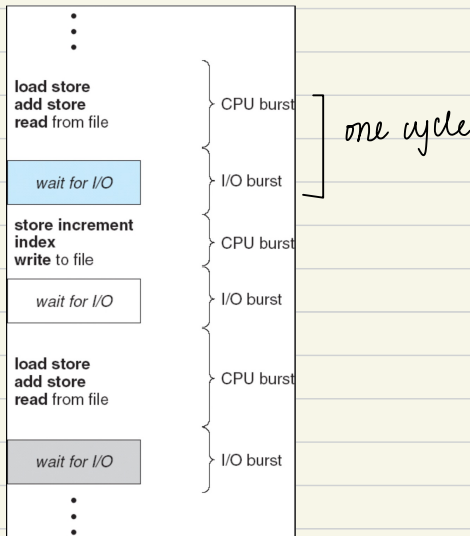 load store
add store
read from file
CPU burst
one cycle
wait for I/O
I/O burst
store increment
index
write to file
CPU burst
wait for I/O
I/O burst
load store
add store
read from file
CPU burst
wait for I/O
I/O burst